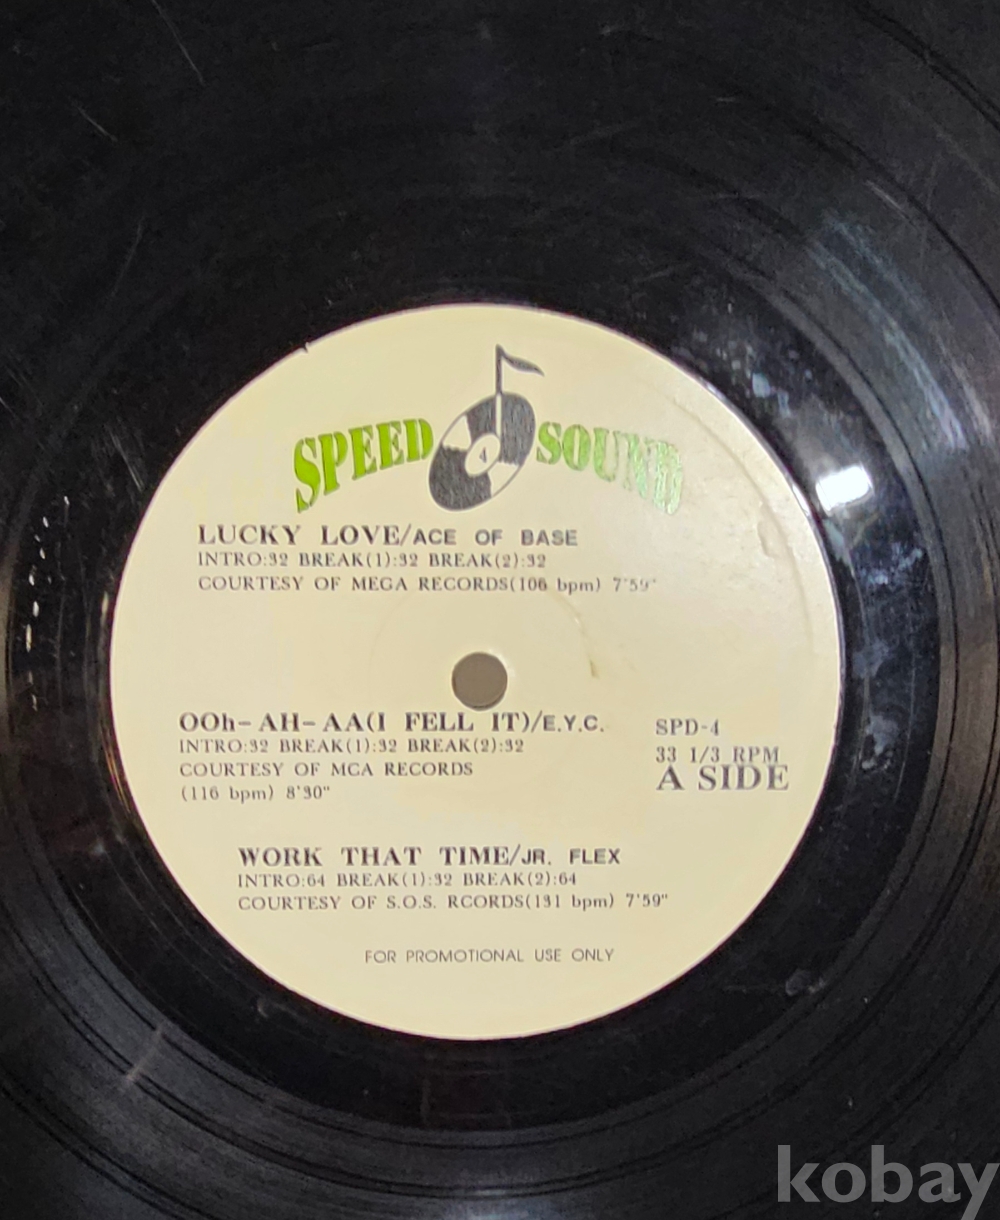 SPEED SOUND
4
LUCKY LOVE/ACE OF BASE
INTRO:32 BREAK(1):32 BREAK(2):32
COURTESY OF MEGA RECORDS(106 bpm) 7'59"
OOh-AH-AA(I FELL IT)/E.Y.C.
INTRO:32 BREAK(1):32 BREAK(2):32
COURTESY OF MCA RECORDS
(116 bpm) 8'30"
SPD-4
33 1/3 RPM
A SIDE
WORK THAT TIME/JR. FLEX
INTRO:64 BREAK(1):32 BREAK(2):64
COURTESY OF S.O.S. RCORDS(131 bpm) 7'59"
FOR PROMOTIONAL USE ONLY
kobay